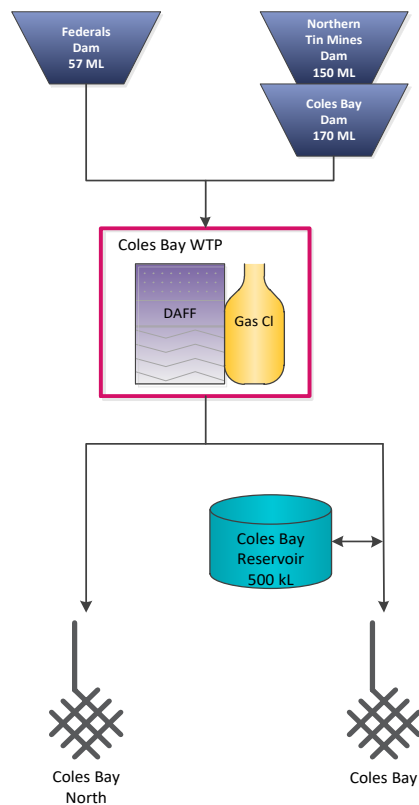 Federals
Dam
57 ML
Northern
Tin Mines
Dam
150 ML
Coles Bay
Dam
170 ML
Coles Bay WTP
DAFF
Gas Cl
Coles Bay
Reservoir
500 kL
Coles Bay
North
Coles Bay